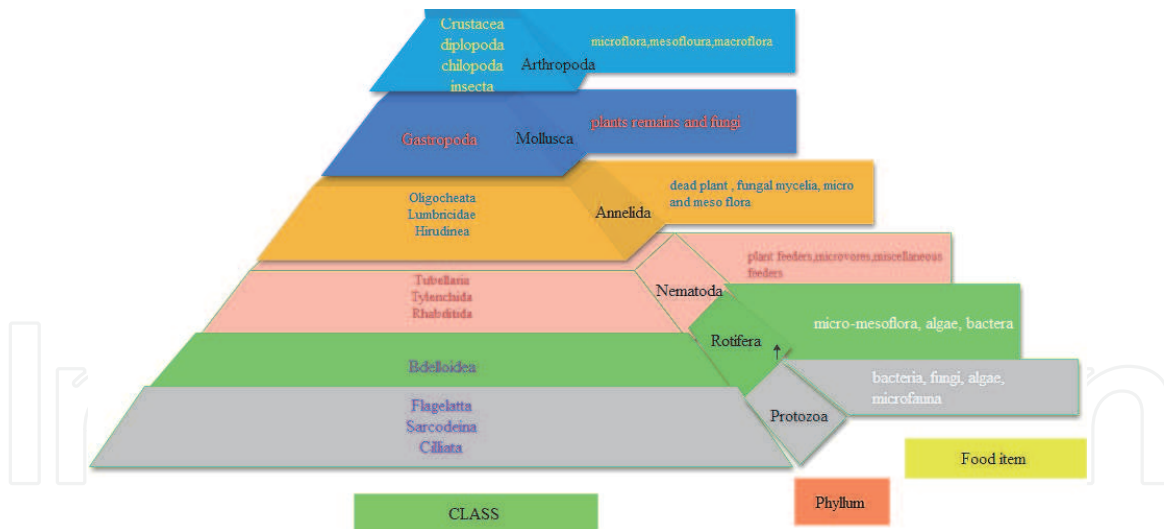 Crustacea
diplopoda
chilopoda
insecta
Arthropoda
microflora,mesofloura,macroflora
Gastropoda
Mollusca
plants remains and fungi
Oligocheata
Lumbricidae
Hirudinea
Annelida
dead plant , fungal mycelia, micro
and meso flora
Tubellaria
Tylenchida
Rhabditida
Nematoda
plant feeders,microvores,miscellaneous
feeders
Bdelloidea
Rotifera
micro-mesoflora, algae, bactera
Flagelatta
Sarcodeina
Cilliata
Protozoa
bacteria, fungi, algae,
microfauna
Food item
Phyllum
CLASS